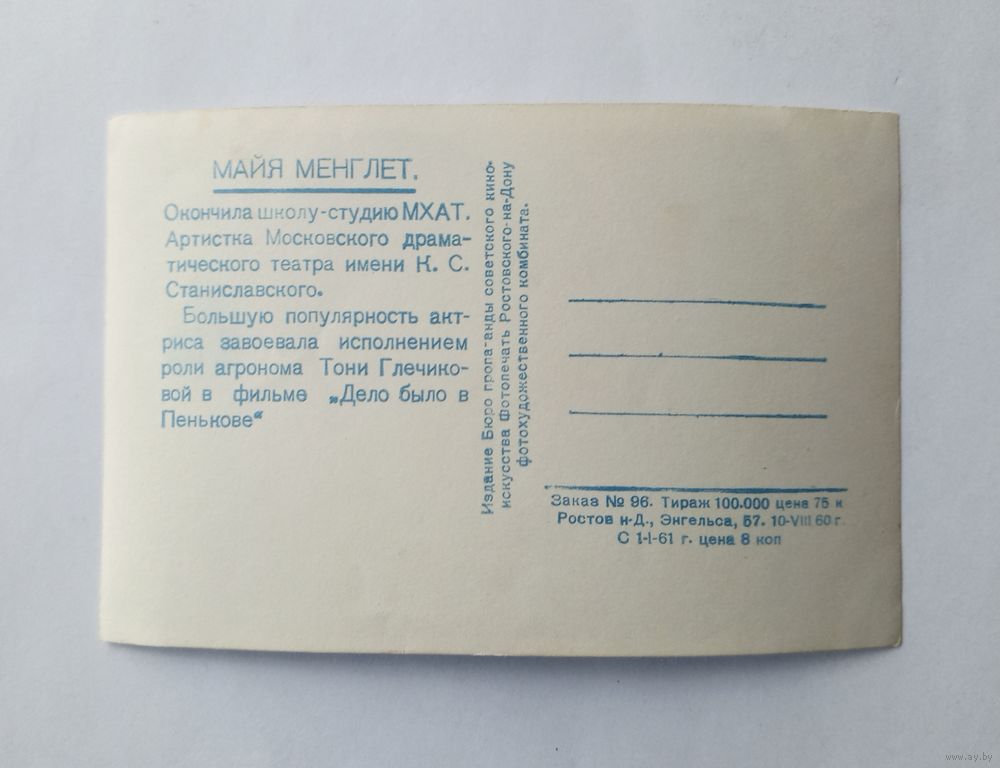 МАЙЯ МЕНГЛЕТ.
Окончила школу-студию МХАТ.
Артистка Московского драма-
тического театра имени К. С.
Станиславского.
Большую популярность акт-
риса завоевала исполнением
роли агронома Тони Глечико-
вой в фильме „Дело было в
Пенькове“
Издание Бюро пропаганды советского кино-
искусства Фотопечать Ростовского-на-Дону
фотохудожественного комбината.
Заказ № 96. Тираж 100.000 цена 75 к
Ростов н-Д., Энгельса, 57. 10-VIII 60 г.
С 1-I-61 г. цена 8 коп
www.ay.by